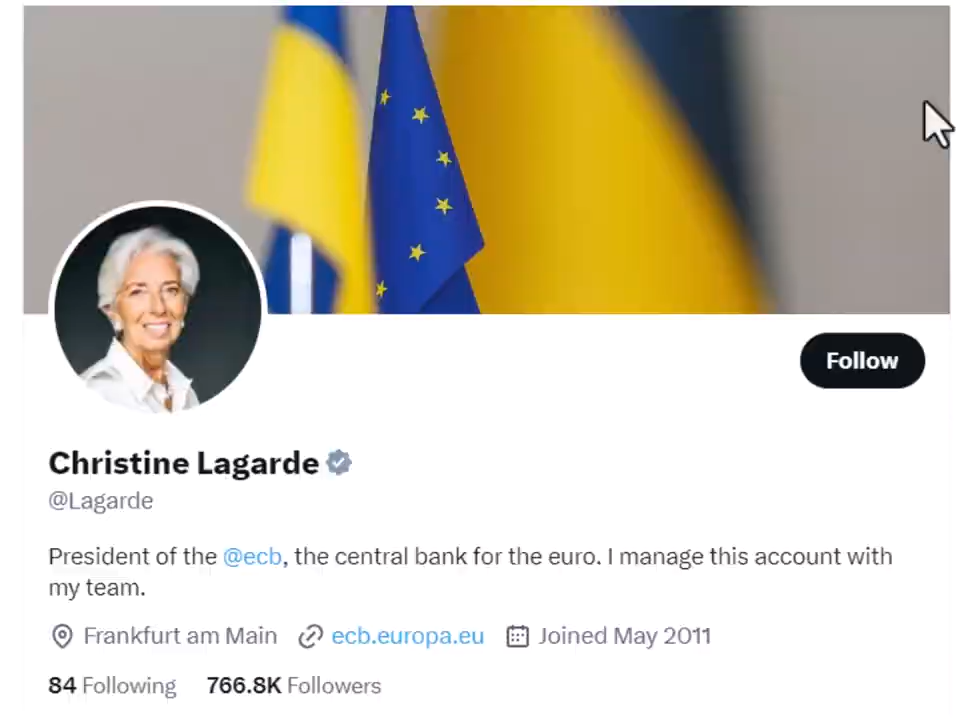 Follow
Christine Lagarde
@Lagarde
President of the @ecb, the central bank for the euro. I manage this account with
my team.
Frankfurt am Main ecb.europa.eu Joined May 2011
84 Following 766.8K Followers